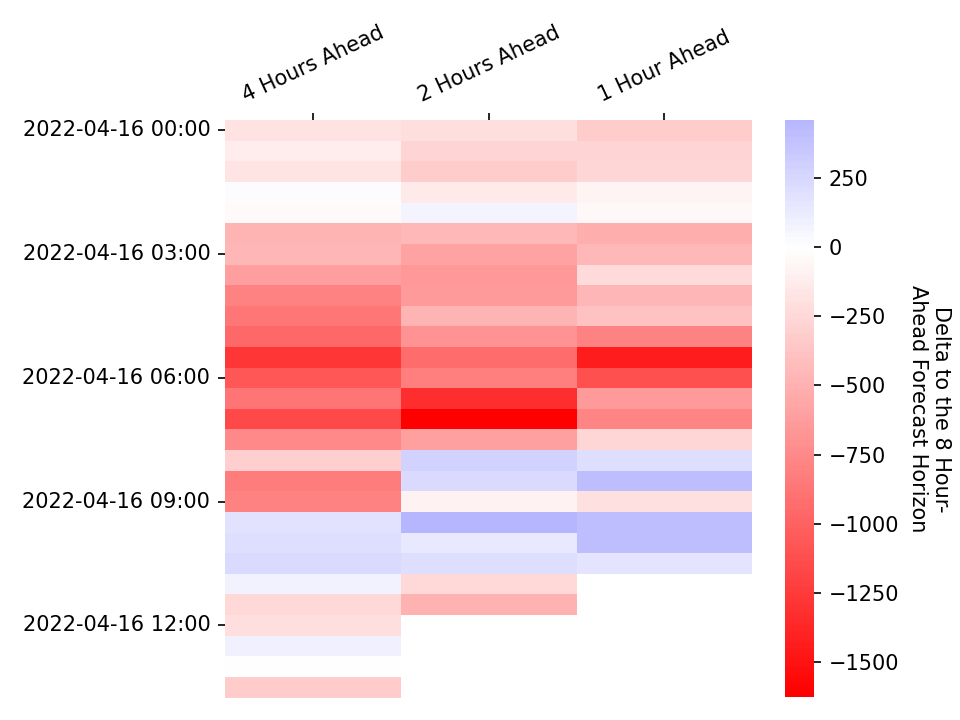 4 Hours Ahead
2 Hours Ahead
1 Hour Ahead
2022-04-16 00:00
2022-04-16 03:00
2022-04-16 06:00
2022-04-16 09:00
2022-04-16 12:00
250
0
−250
−500
−750
−1000
−1250
−1500
Delta to the 8 Hour-
Ahead Forecast Horizon